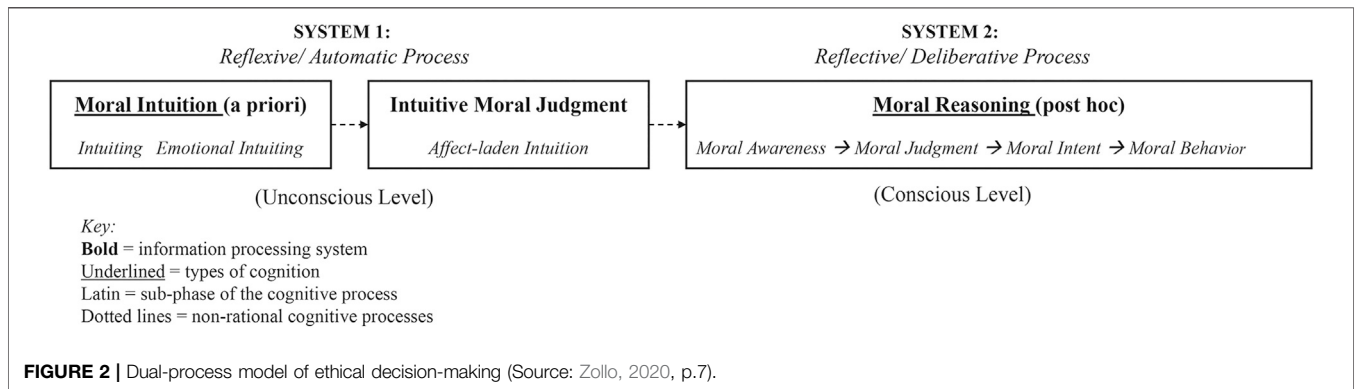 SYSTEM 1:
Reflexive/ Automatic Process
SYSTEM 2:
Reflective/ Deliberative Process
Moral Intuition (a priori)
Intuiting Emotional Intuiting
Intuitive Moral Judgment
Affect-laden Intuition
Moral Reasoning (post hoc)
Moral Awareness → Moral Judgment → Moral Intent → Moral Behavior
(Unconscious Level)
(Conscious Level)
Key:
Bold = information processing system
Underlined = types of cognition
Latin = sub-phase of the cognitive process
Dotted lines = non-rational cognitive processes
FIGURE 2 | Dual-process model of ethical decision-making (Source: Zollo, 2020, p.7).